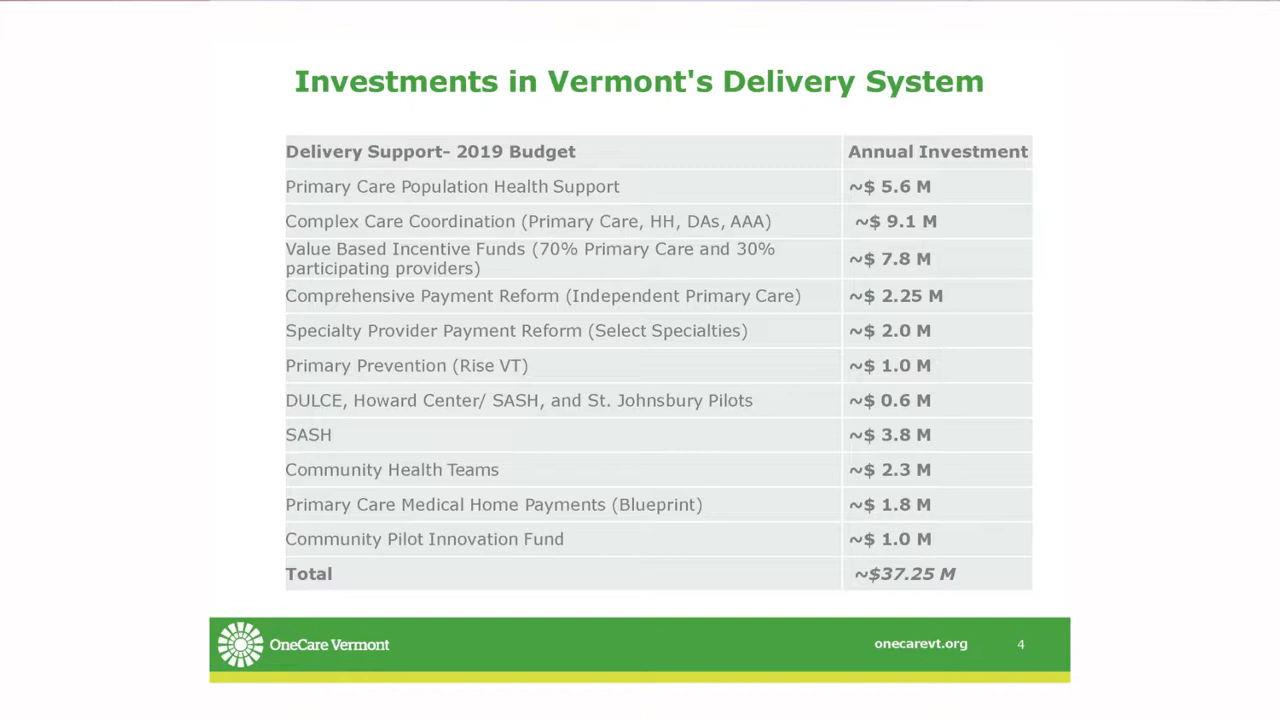 Investments in Vermont's Delivery System
Delivery Support- 2019 Budget Annual Investment
Primary Care Population Health Support ~$ 5.6 M
Complex Care Coordination (Primary Care, HH, DAs, AAA) ~$ 9.1 M
Value Based Incentive Funds (70% Primary Care and 30%
participating providers) ~$ 7.8 M
Comprehensive Payment Reform (Independent Primary Care) ~$ 2.25 M
Specialty Provider Payment Reform (Select Specialties) ~$ 2.0 M
Primary Prevention (Rise VT) ~$ 1.0 M
DULCE, Howard Center/ SASH, and St. Johnsbury Pilots ~$ 0.6 M
SASH ~$ 3.8 M
Community Health Teams ~$ 2.3 M
Primary Care Medical Home Payments (Blueprint) ~$ 1.8 M
Community Pilot Innovation Fund ~$ 1.0 M
Total ~$37.25 M
OneCare Vermont onecarevt.org 4